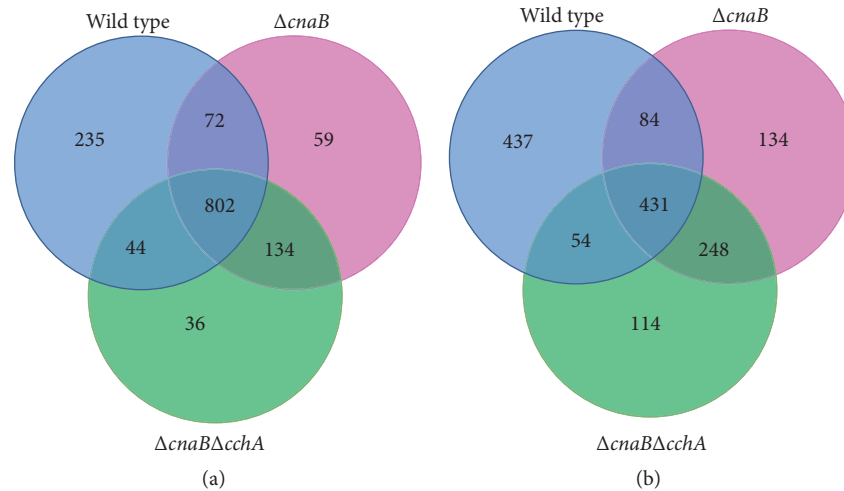 Wild type
ΔcnaB
235
72
59
802
44
134
36
ΔcnaBΔcchA
(a)
Wild type
ΔcnaB
437
84
134
431
54
248
114
ΔcnaBΔcchA
(b)